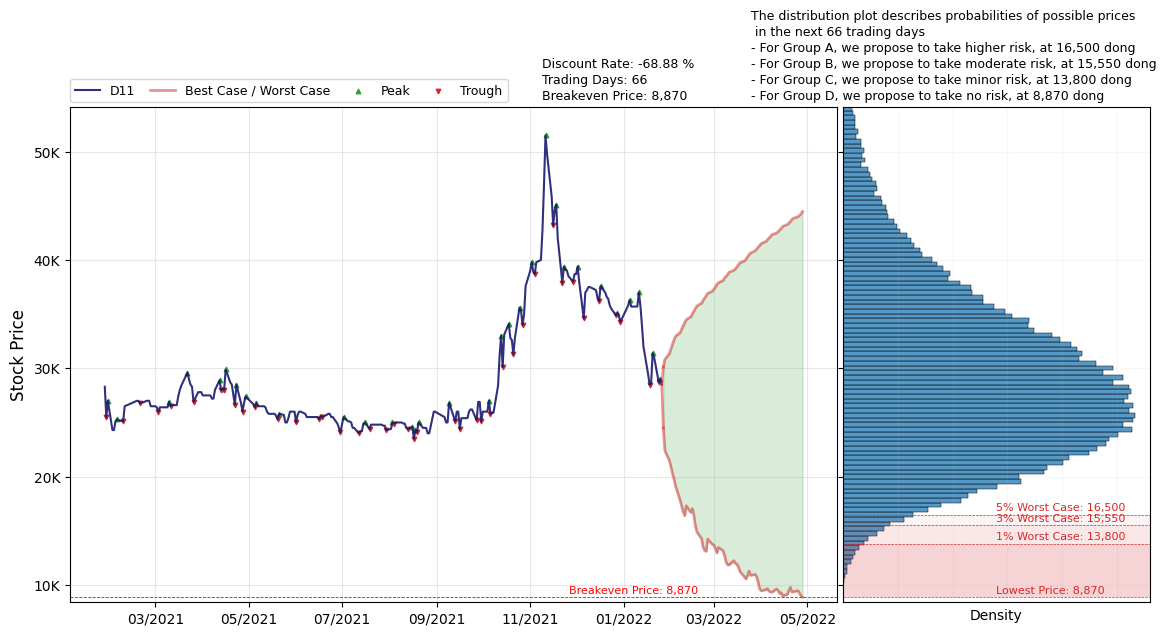 The distribution plot describes probabilities of possible prices
in the next 66 trading days
- For Group A, we propose to take higher risk, at 16,500 dong
- For Group B, we propose to take moderate risk, at 15,550 dong
- For Group C, we propose to take minor risk, at 13,800 dong
- For Group D, we propose to take no risk, at 8,870 dong
Discount Rate: -68.88 %
Trading Days: 66
Breakeven Price: 8,870
D11 Best Case / Worst Case Peak Trough
Stock Price
50K
40K
30K
20K
10K
Breakeven Price: 8,870
03/2021 05/2021 07/2021 09/2021 11/2021 01/2022 03/2022 05/2022
5% Worst Case: 16,500
3% Worst Case: 15,550
1% Worst Case: 13,800
Lowest Price: 8,870
Density